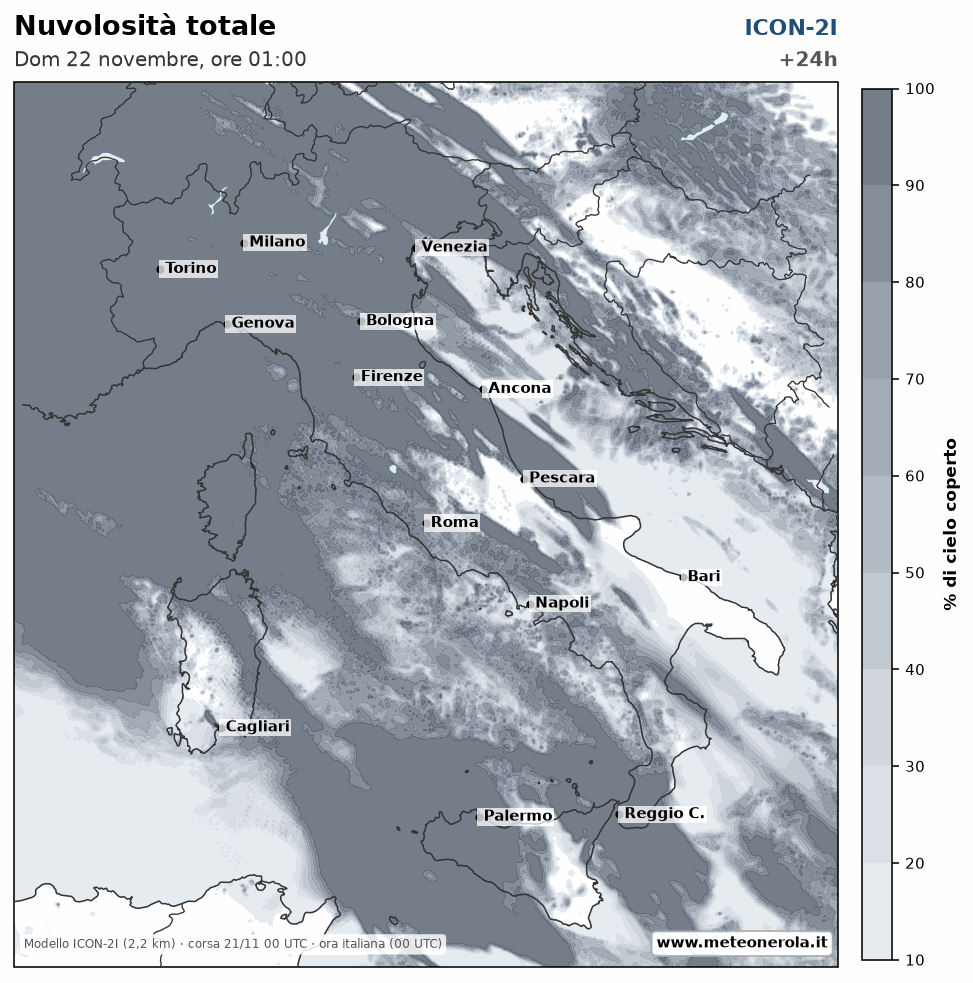 Nuvolosità totale
ICON-2I
Dom 22 novembre, ore 01:00
+24h
100
90
80
70
60
50
40
30
20
10
% di cielo coperto
Milano
Venezia
Torino
Genova
Bologna
Firenze
Ancona
Pescara
Roma
Bari
Napoli
Cagliari
Palermo
Reggio C.
Modello ICON-2I (2,2 km) · corsa 21/11 00 UTC · ora italiana (00 UTC)
www.meteonerola.it